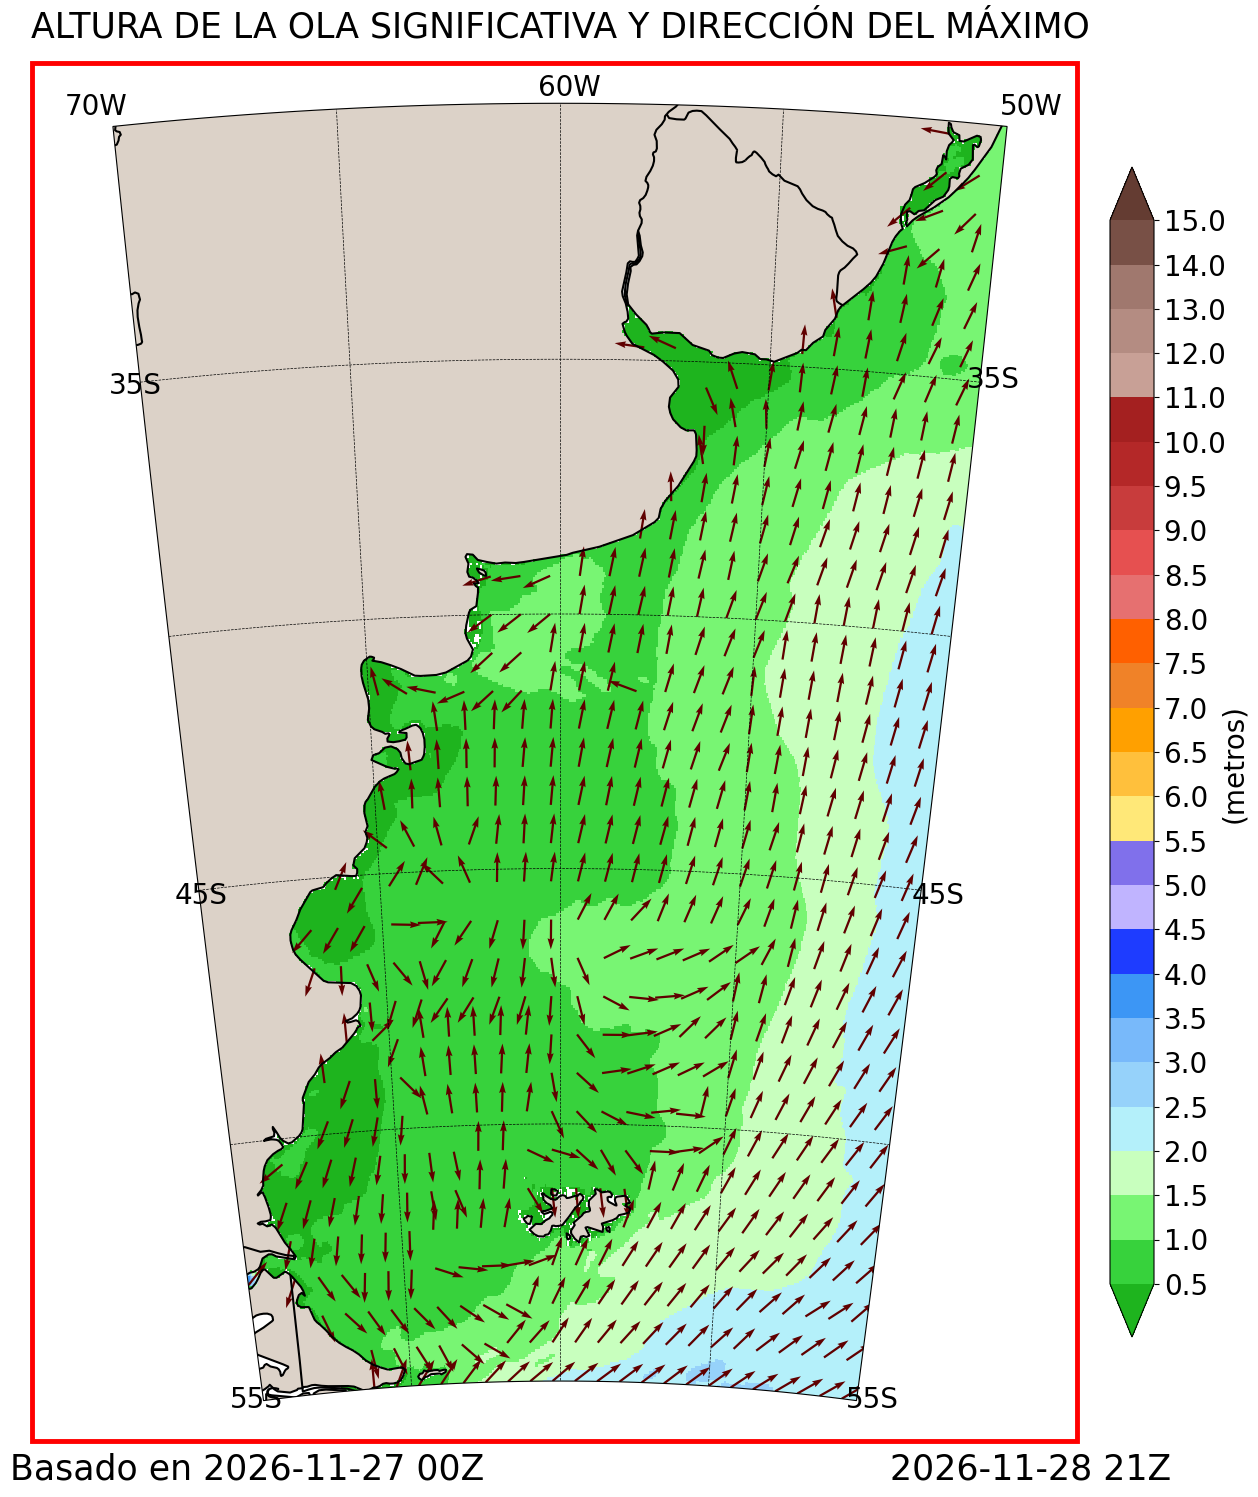 ALTURA DE LA OLA SIGNIFICATIVA Y DIRECCIÓN DEL MÁXIMO
70W
60W
50W
35S
35S
45S
45S
55S
55S
15.0
14.0
13.0
12.0
11.0
10.0
9.5
9.0
8.5
8.0
7.5
7.0
6.5
6.0
5.5
5.0
4.5
4.0
3.5
3.0
2.5
2.0
1.5
1.0
0.5
(metros)
Basado en 2026-11-27 00Z
2026-11-28 21Z